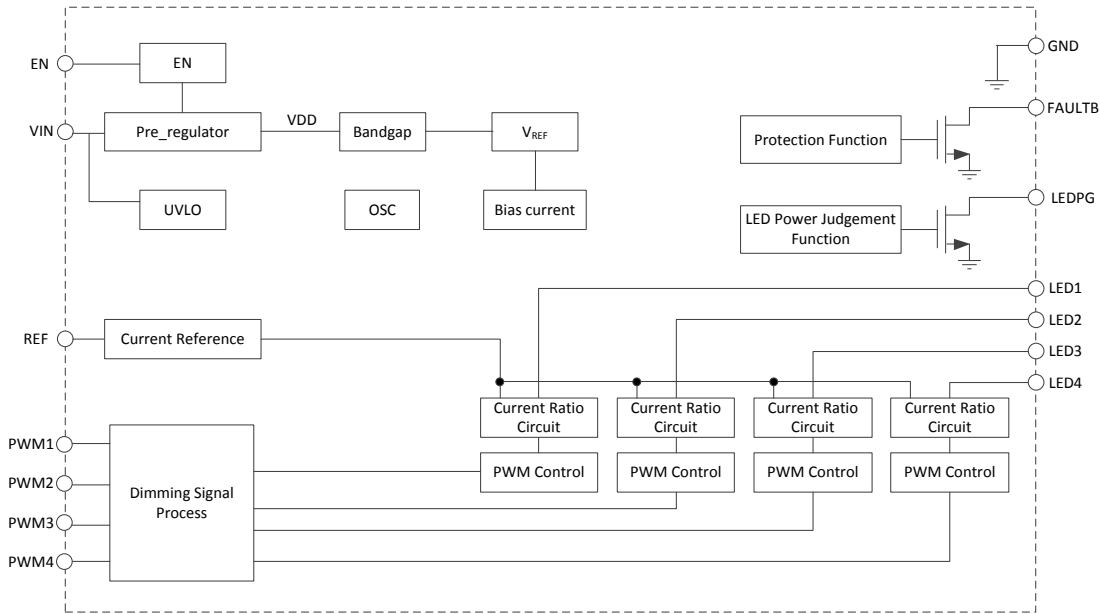 EN
EN
GND
VIN
Pre_regulator
VDD
Bandgap
VREF
FAULTB
Protection Function
UVLO
OSC
Bias current
LEDPG
LED Power Judgement
Function
LED1
LED2
REF
Current Reference
LED3
LED4
Current Ratio
Circuit
Current Ratio
Circuit
Current Ratio
Circuit
Current Ratio
Circuit
PWM1
PWM Control
PWM Control
PWM Control
PWM Control
PWM2
Dimming Signal
Process
PWM3
PWM4